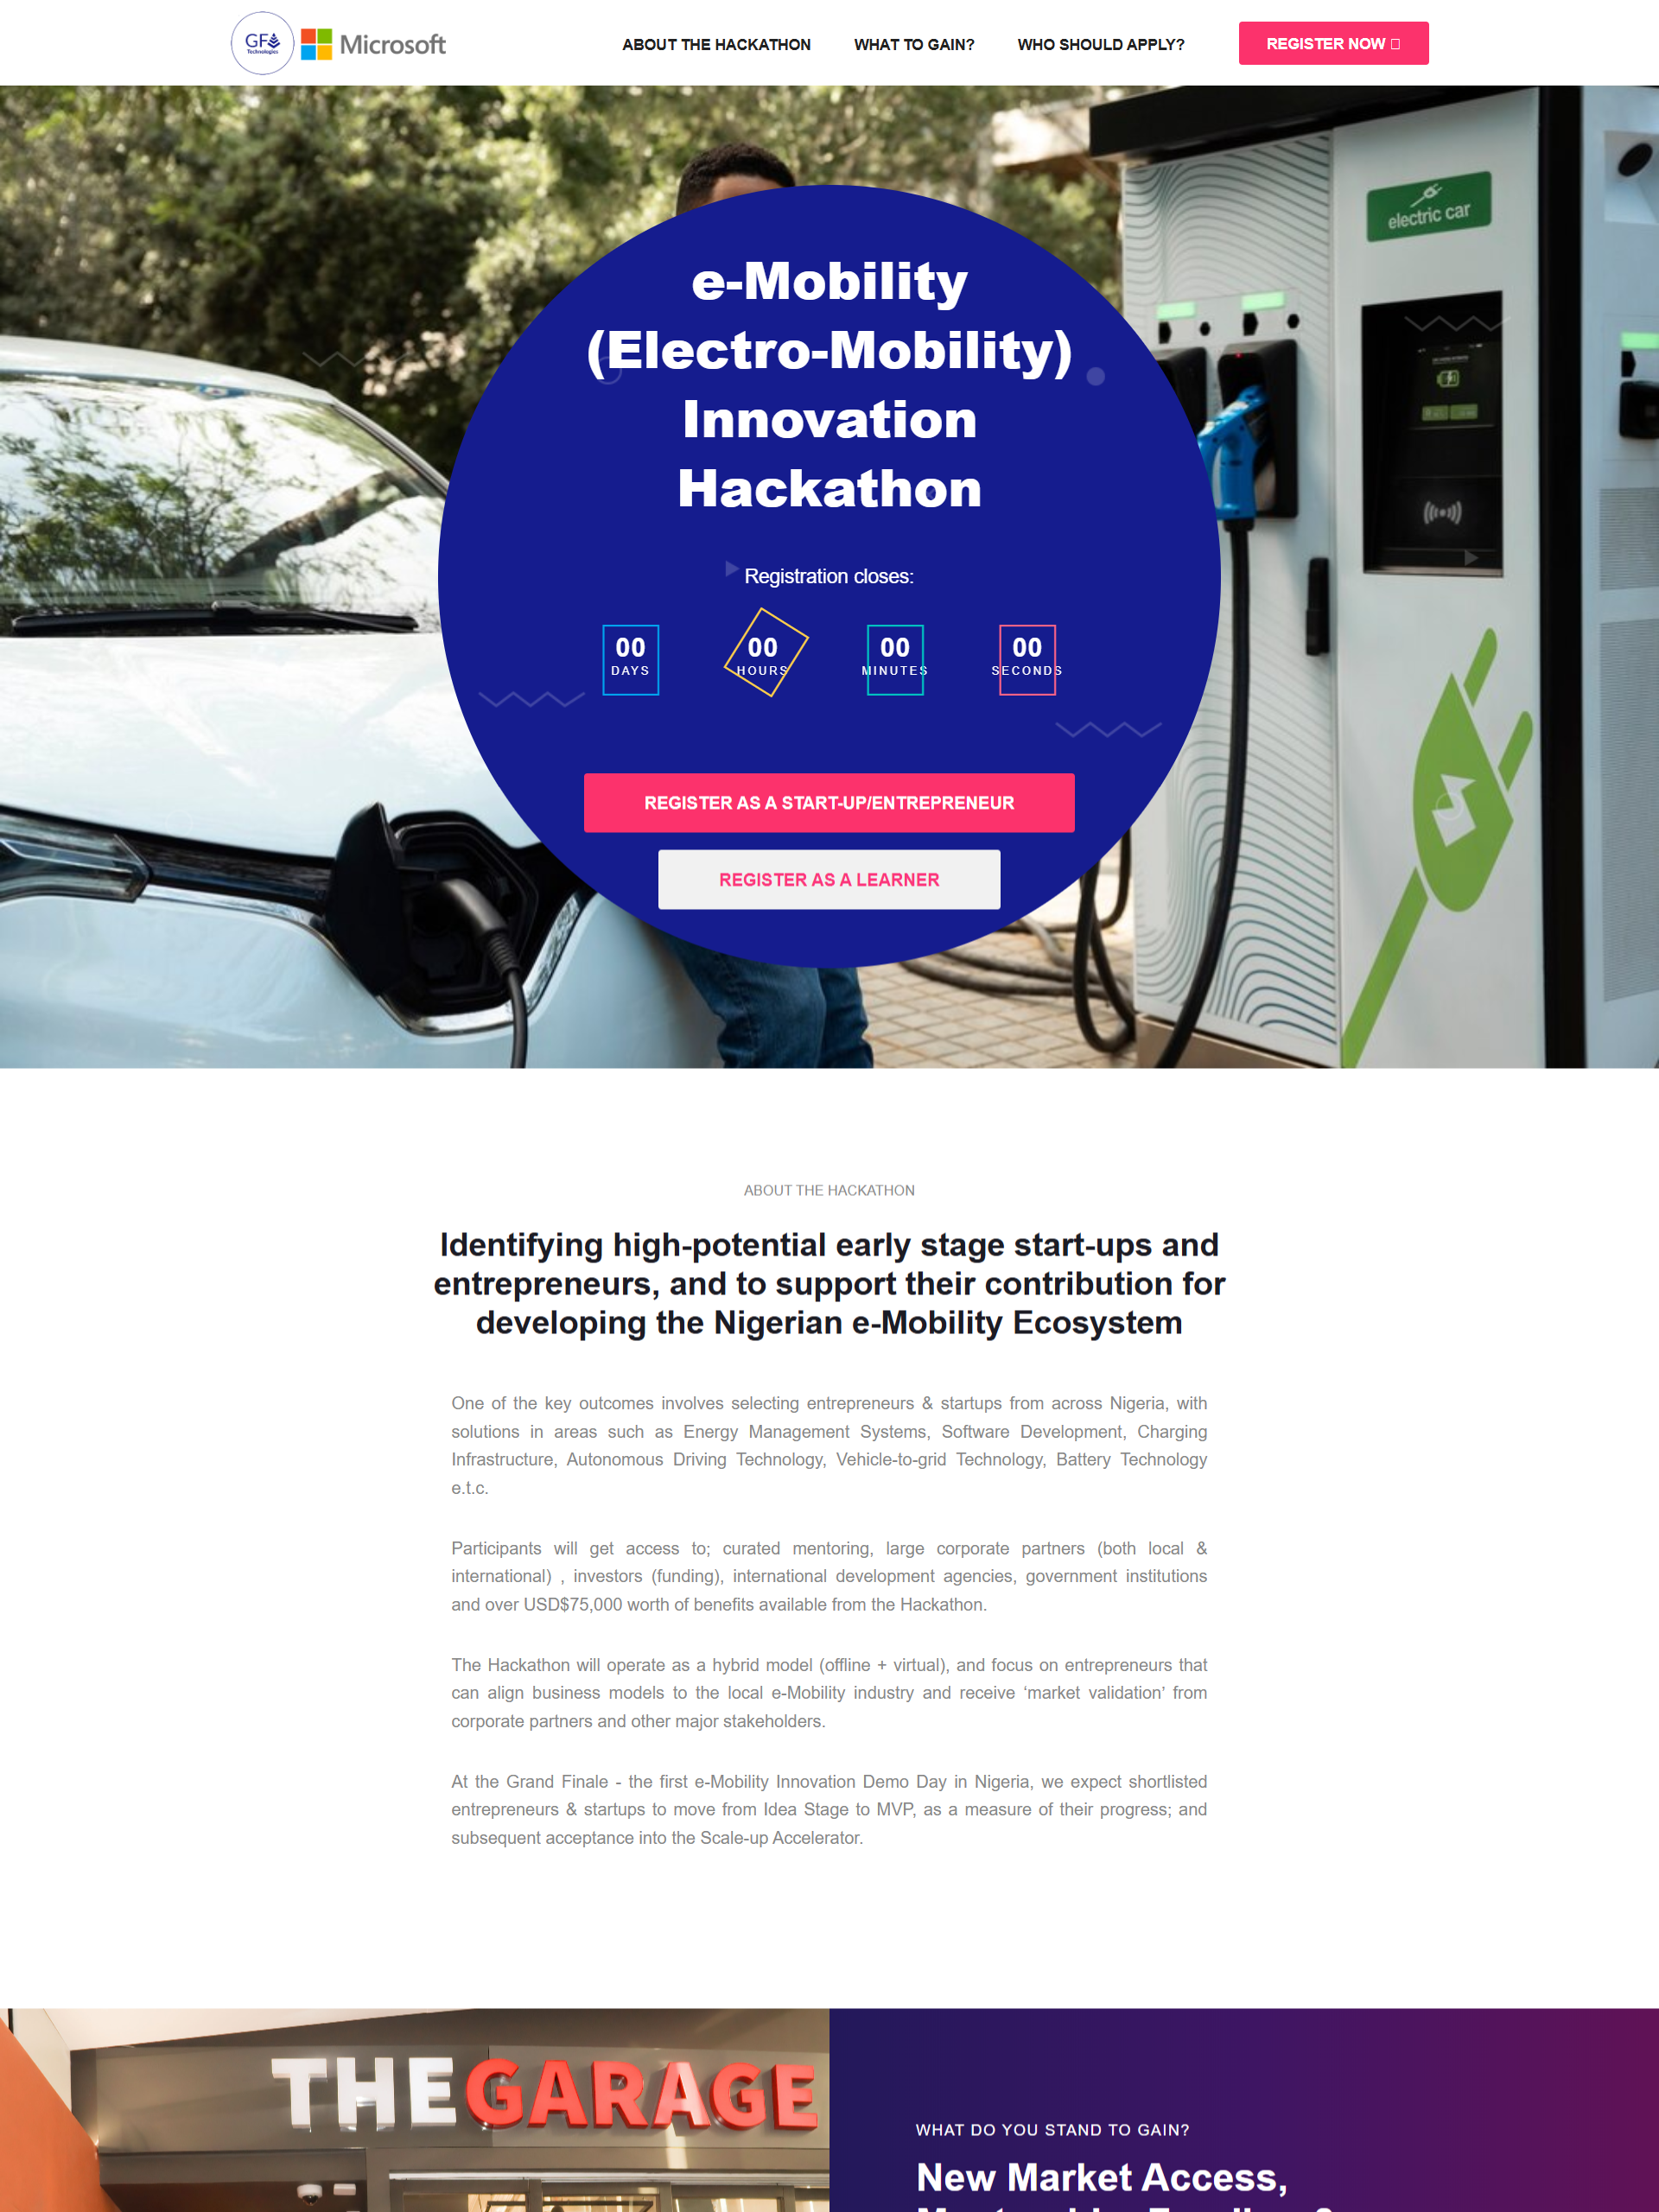 GFA
Technologies
Microsoft
ABOUT THE HACKATHON
WHAT TO GAIN?
WHO SHOULD APPLY?
REGISTER NOW
electric car
e-Mobility
(Electro-Mobility)
Innovation
Hackathon
Registration closes:
00
DAYS
00
HOURS
00
MINUTES
00
SECONDS
REGISTER AS A START-UP/ENTREPRENEUR
REGISTER AS A LEARNER
ABOUT THE HACKATHON
Identifying high-potential early stage start-ups and
entrepreneurs, and to support their contribution for
developing the Nigerian e-Mobility Ecosystem
One of the key outcomes involves selecting entrepreneurs & startups from across Nigeria, with
solutions in areas such as Energy Management Systems, Software Development, Charging
Infrastructure, Autonomous Driving Technology, Vehicle-to-grid Technology, Battery Technology
e.t.c.
Participants will get access to; curated mentoring, large corporate partners (both local &
international) , investors (funding), international development agencies, government institutions
and over USD$75,000 worth of benefits available from the Hackathon.
The Hackathon will operate as a hybrid model (offline + virtual), and focus on entrepreneurs that
can align business models to the local e-Mobility industry and receive ‘market validation’ from
corporate partners and other major stakeholders.
At the Grand Finale - the first e-Mobility Innovation Demo Day in Nigeria, we expect shortlisted
entrepreneurs & startups to move from Idea Stage to MVP, as a measure of their progress; and
subsequent acceptance into the Scale-up Accelerator.
THE GARAGE
WHAT DO YOU STAND TO GAIN?
New Market Access,